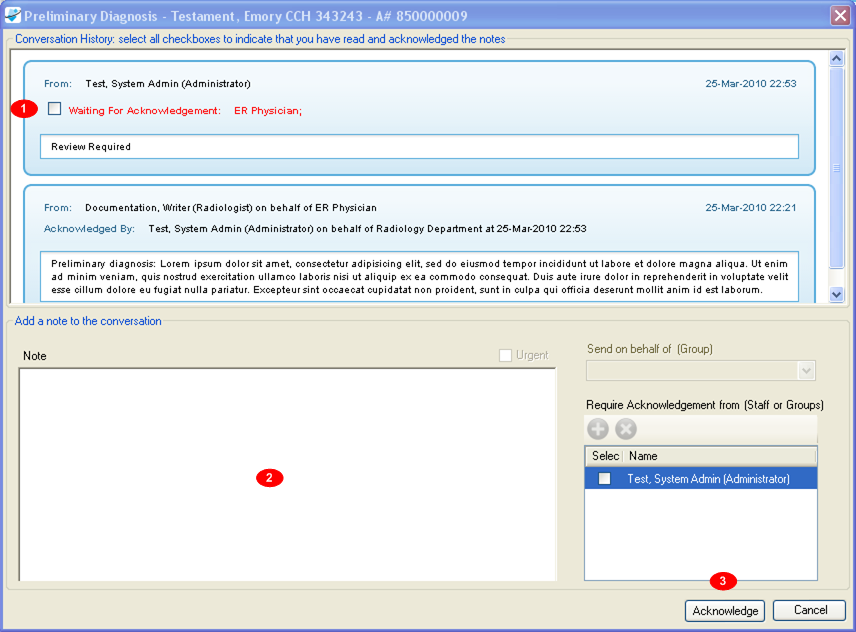 Preliminary Diagnosis - Testament, Emory CCH 343243 - A# 850000009
Conversation History: select all checkboxes to indicate that you have read and acknowledged the notes
From: Test, System Admin (Administrator) 25-Mar-2010 22:53
1 Waiting For Acknowledgement: ER Physician;
Review Required
From: Documentation, Writer (Radiologist) on behalf of ER Physician 25-Mar-2010 22:21
Acknowledged By: Test, System Admin (Administrator) on behalf of Radiology Department at 25-Mar-2010 22:53
Preliminary diagnosis: Lorem ipsum dolor sit amet, consectetur adipisicing elit, sed do eiusmod tempor incididunt ut labore et dolore magna aliqua. Ut enim
ad minim veniam, quis nostrud exercitation ullamco laboris nisi ut aliquip ex ea commodo consequat. Duis aute irure dolor in reprehenderit in voluptate velit
esse cillum dolore eu fugiat nulla pariatur. Excepteur sint occaecat cupidatat non proident, sunt in culpa qui officia deserunt mollit anim id est laborum.
Add a note to the conversation
Note Urgent
Send on behalf of (Group)
Require Acknowledgement from (Staff or Groups)
Selec Name
Test, System Admin (Administrator)
2
3
Acknowledge Cancel